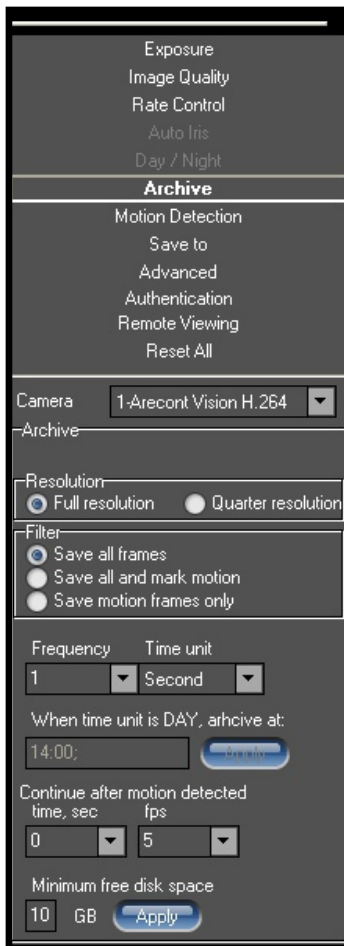 Exposure
Image Quality
Rate Control
Auto Iris
Day / Night
Archive
Motion Detection
Save to
Advanced
Authentication
Remote Viewing
Reset All
Camera 1-Arecont Vision H.264
Archive
Resolution
Full resolution Quarter resolution
Filter
Save all frames
Save all and mark motion
Save motion frames only
Frequency Time unit
1 Second
When time unit is DAY, arhcive at:
14:00; Apply
Continue after motion detected
time, sec fps
0 5
Minimum free disk space
10 GB Apply